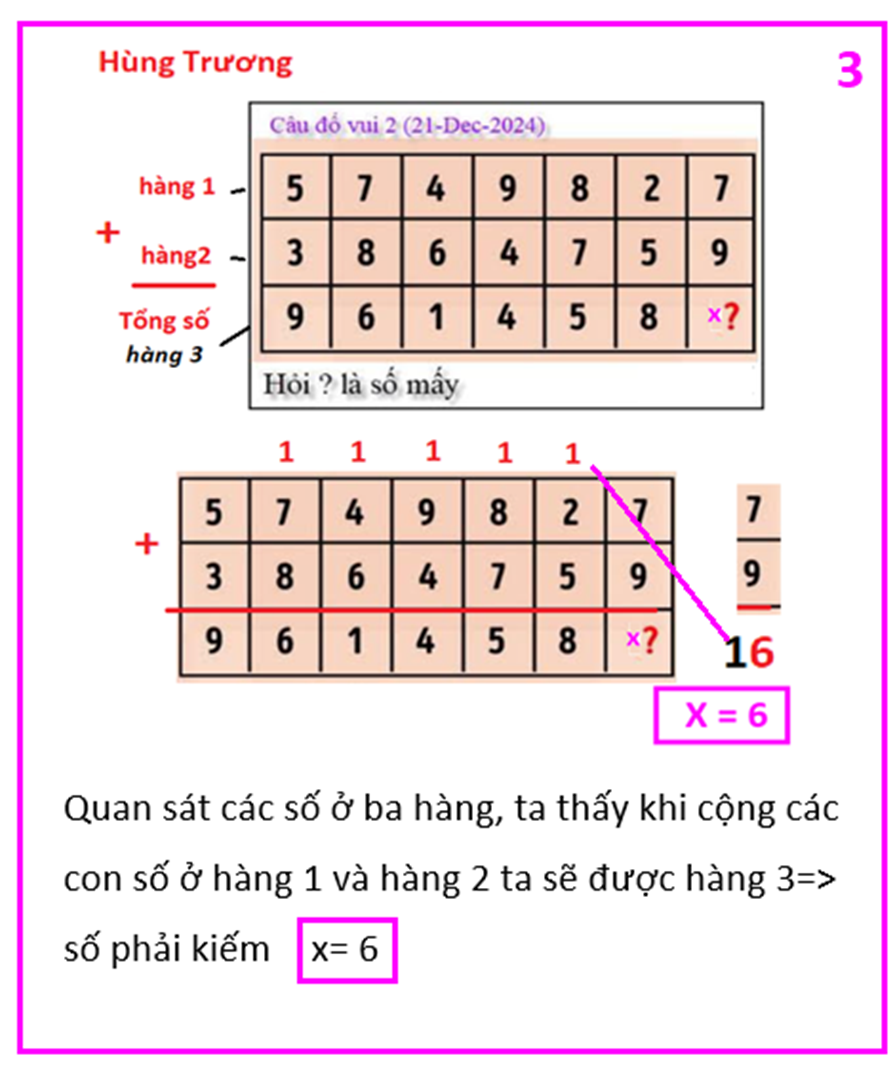 Hùng Trương
3
Câu đố vui 2 (21-Dec-2024)
hàng 1 - 5 7 4 9 8 2 7
+
hàng2 - 3 8 6 4 7 5 9
Tổng số
hàng 3
9 6 1 4 5 8 x?
Hỏi ? là số mấy
1 1 1 1 1
5 7 4 9 8 2 7
+
3 8 6 4 7 5 9
9 6 1 4 5 8 x?
7
9
16
X = 6
Quan sát các số ở ba hàng, ta thấy khi cộng các
con số ở hàng 1 và hàng 2 ta sẽ được hàng 3=>
số phải kiếm x= 6